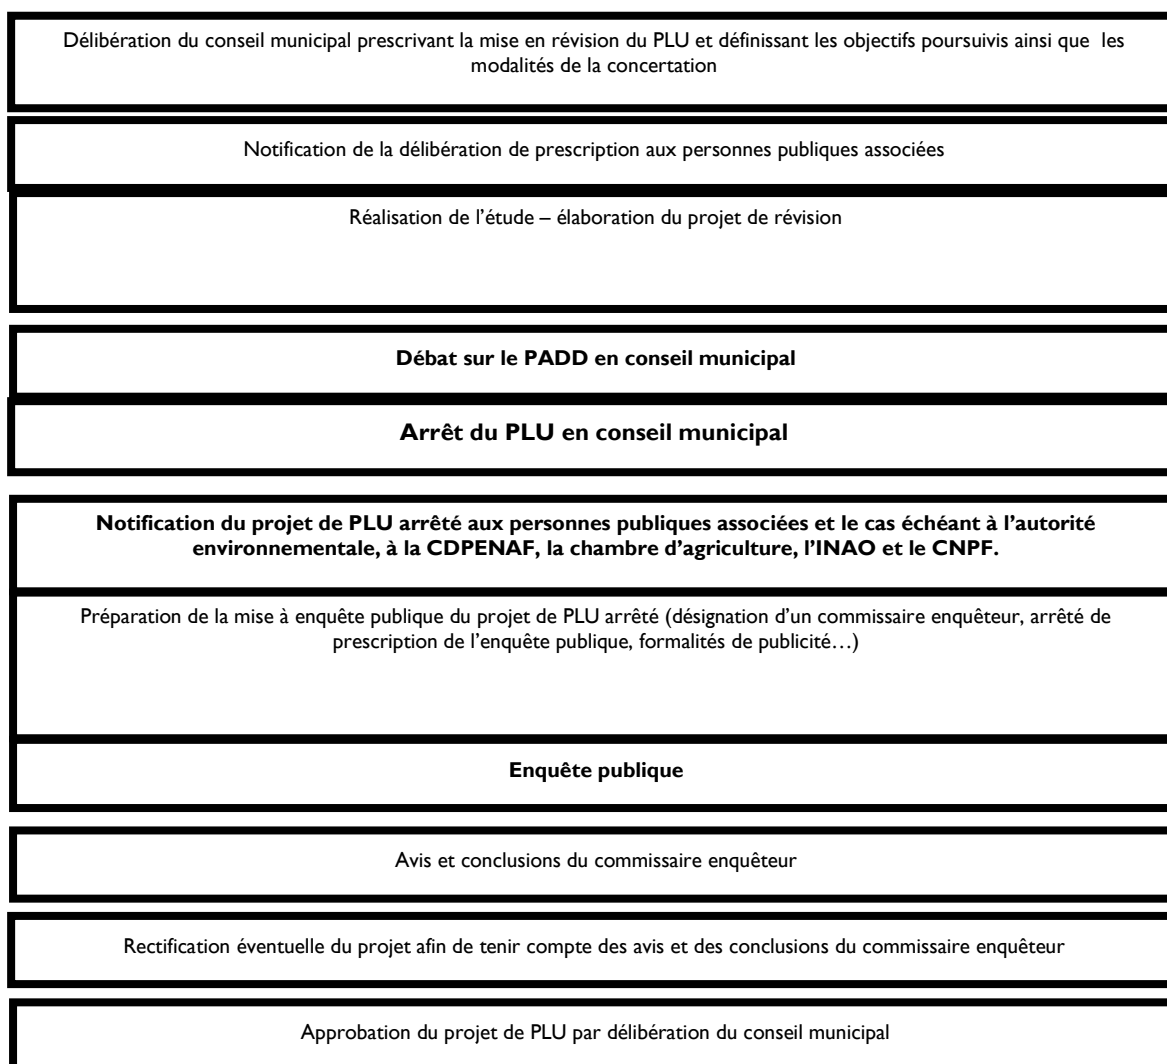 Délibération du conseil municipal prescrivant la mise en révision du PLU et définissant les objectifs poursuivis ainsi que  les
modalités de la concertation
Notification de la délibération de prescription aux personnes publiques associées
Réalisation de l’étude – élaboration du projet de révision
Débat sur le PADD en conseil municipal
Arrêt du PLU en conseil municipal
Notification du projet de PLU arrêté aux personnes publiques associées et le cas échéant à l’autorité
environnementale, à la CDPENAF, la chambre d’agriculture, l’INAO et le CNPF.
Préparation de la mise à enquête publique du projet de PLU arrêté (désignation d’un commissaire enquêteur, arrêté de
prescription de l’enquête publique, formalités de publicité…)
Enquête publique
Avis et conclusions du commissaire enquêteur
Rectification éventuelle du projet afin de tenir compte des avis et des conclusions du commissaire enquêteur
Approbation du projet de PLU par délibération du conseil municipal